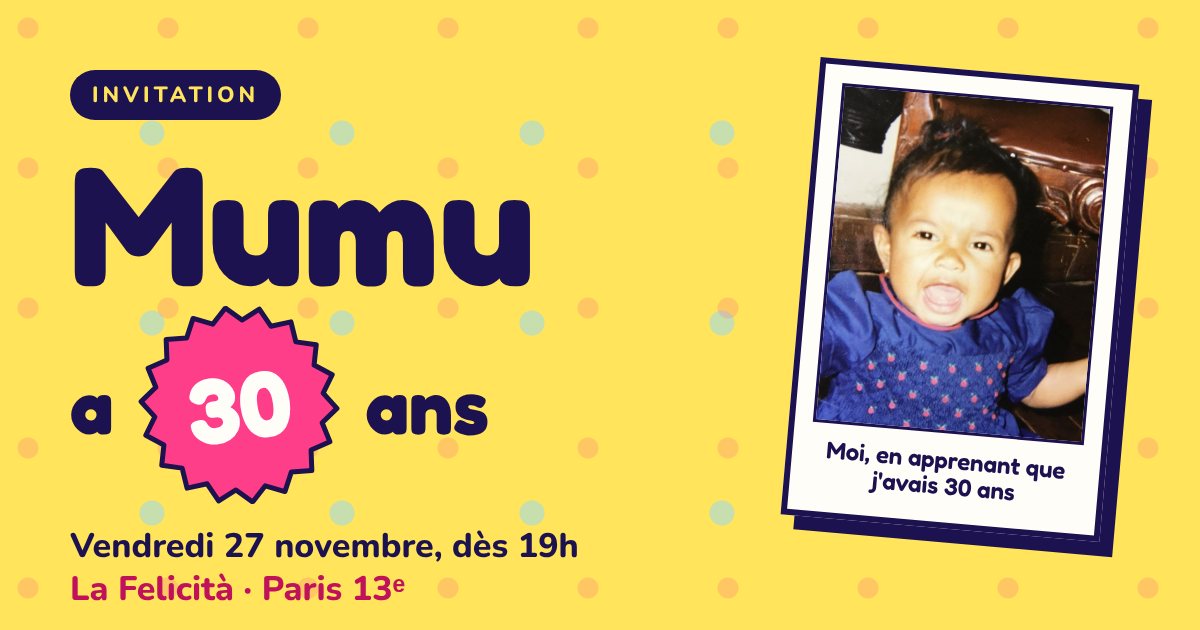 INVITATION
Mumu
a 30 ans
Vendredi 27 novembre, dès 19h
La Felicità · Paris 13ᵉ
Moi, en apprenant que
j'avais 30 ans